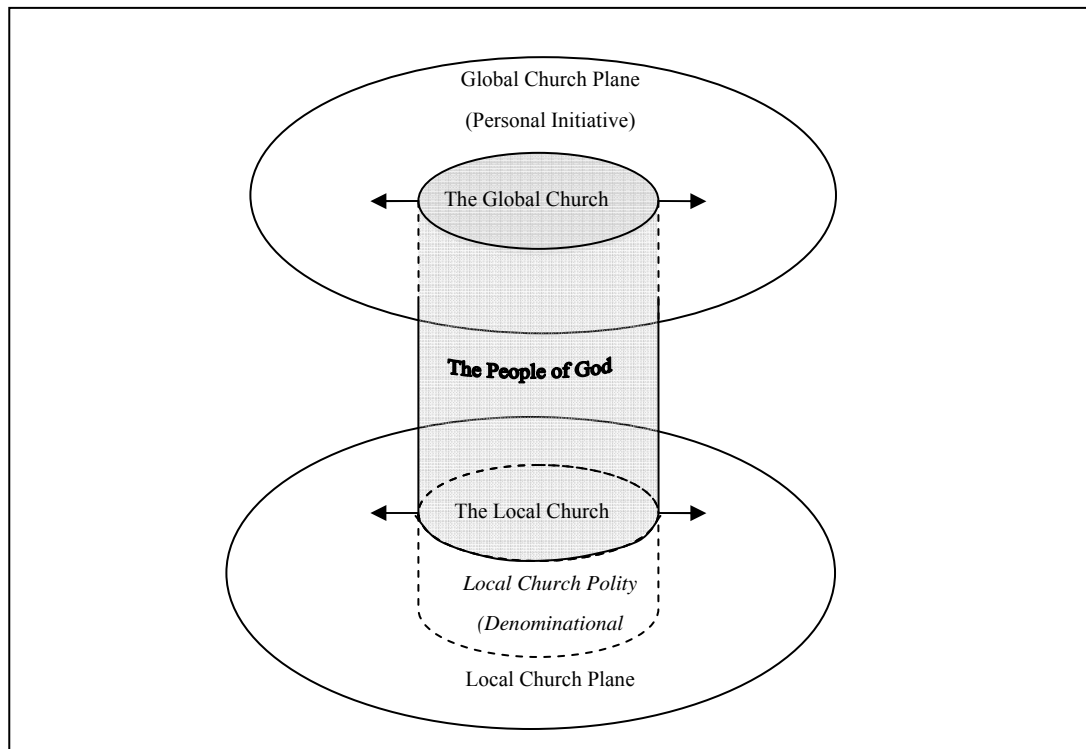 Global Church Plane
(Personal Initiative)
The Global Church
The People of God
The Local Church
Local Church Polity
(Denominational
Local Church Plane